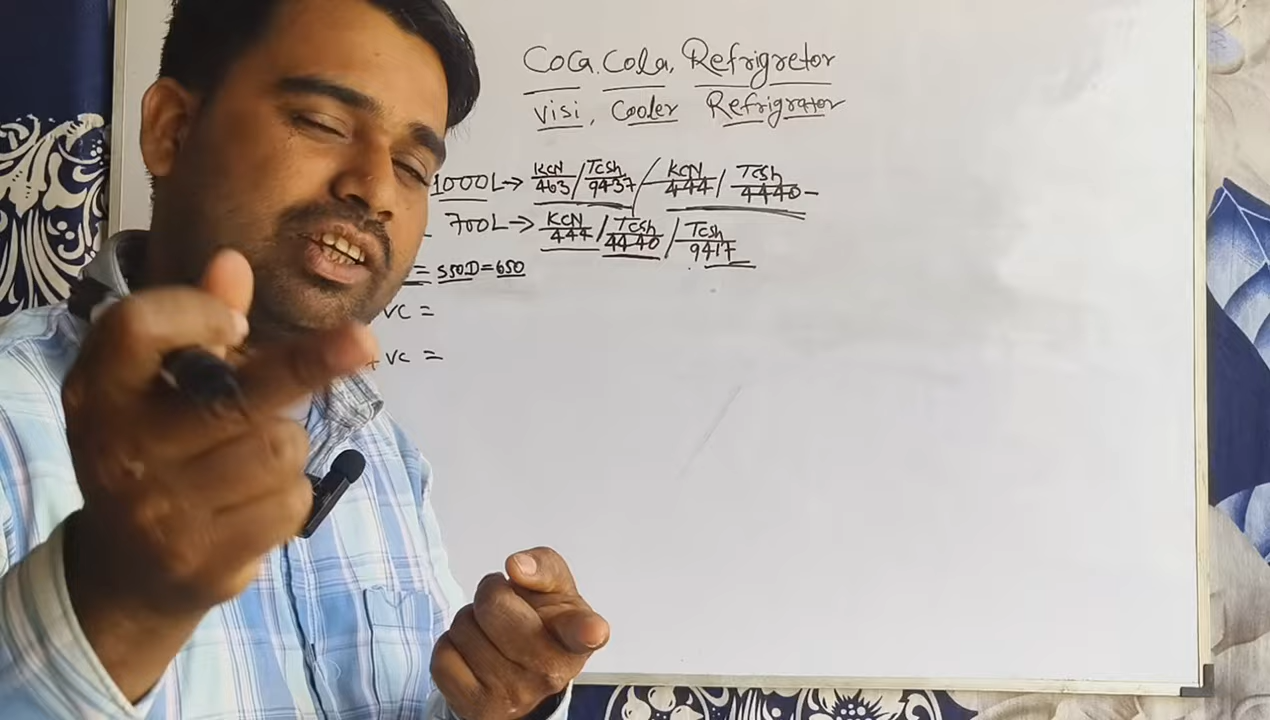 Coca.Cola, Refrigretor
visi, Cooler Refrigrator
1000L→ KCN 463 / Tcsh 9437 / KCN 444 / Tcsh 4440
700L→ KCN 444 / Tcsh 4440 / Tcsh 9417
= 550D = 650
VC =
+ VC =